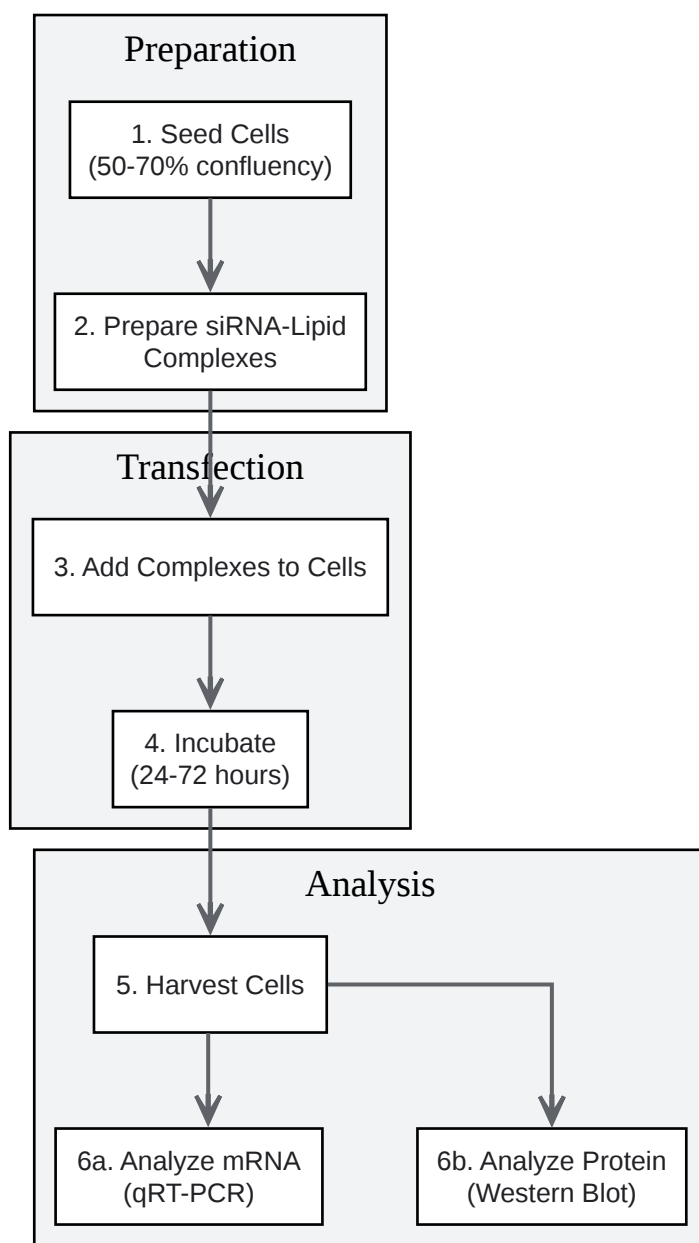 Preparation
1. Seed Cells
(50-70% confluency)
2. Prepare siRNA-Lipid
Complexes
Transfection
3. Add Complexes to Cells
4. Incubate
(24-72 hours)
Analysis
5. Harvest Cells
6a. Analyze mRNA
(qRT-PCR)
6b. Analyze Protein
(Western Blot)